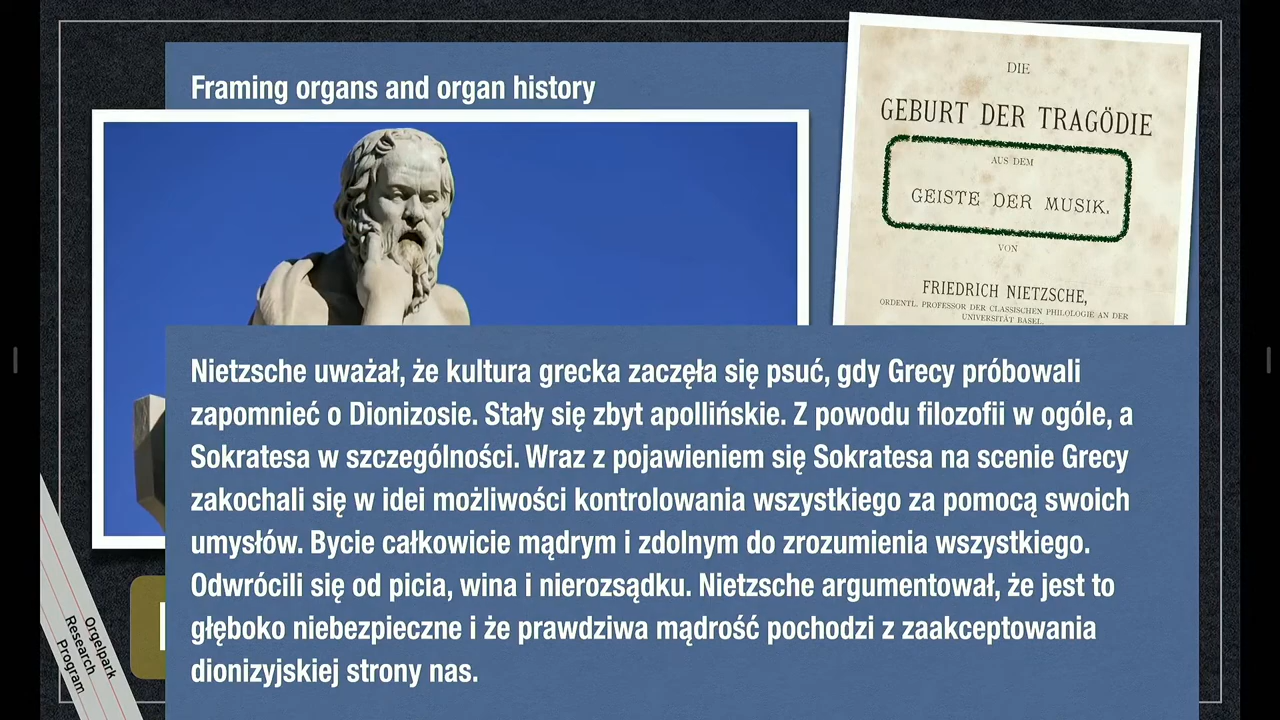 Framing organs and organ history
DIE
GEBURT DER TRAGÖDIE
AUS DEM
GEISTE DER MUSIK.
VON
FRIEDRICH NIETZSCHE,
ORDENTL. PROFESSOR DER CLASSISCHEN PHILOLOGIE AN DER
UNIVERSITÄT BASEL.
Nietzsche uważał, że kultura grecka zaczęła się psuć, gdy Grecy próbowali
zapomnieć o Dionizosie. Stały się zbyt apollińskie. Z powodu filozofii w ogóle, a
Sokratesa w szczególności. Wraz z pojawieniem się Sokratesa na scenie Grecy
zakochali się w idei możliwości kontrolowania wszystkiego za pomocą swoich
umysłów. Bycie całkowicie mądrym i zdolnym do zrozumienia wszystkiego.
Odwrócili się od picia, wina i nierozsądku. Nietzsche argumentował, że jest to
głęboko niebezpieczne i że prawdziwa mądrość pochodzi z zaakceptowania
dionizyjskiej strony nas.
Orgelpark
Research
Program